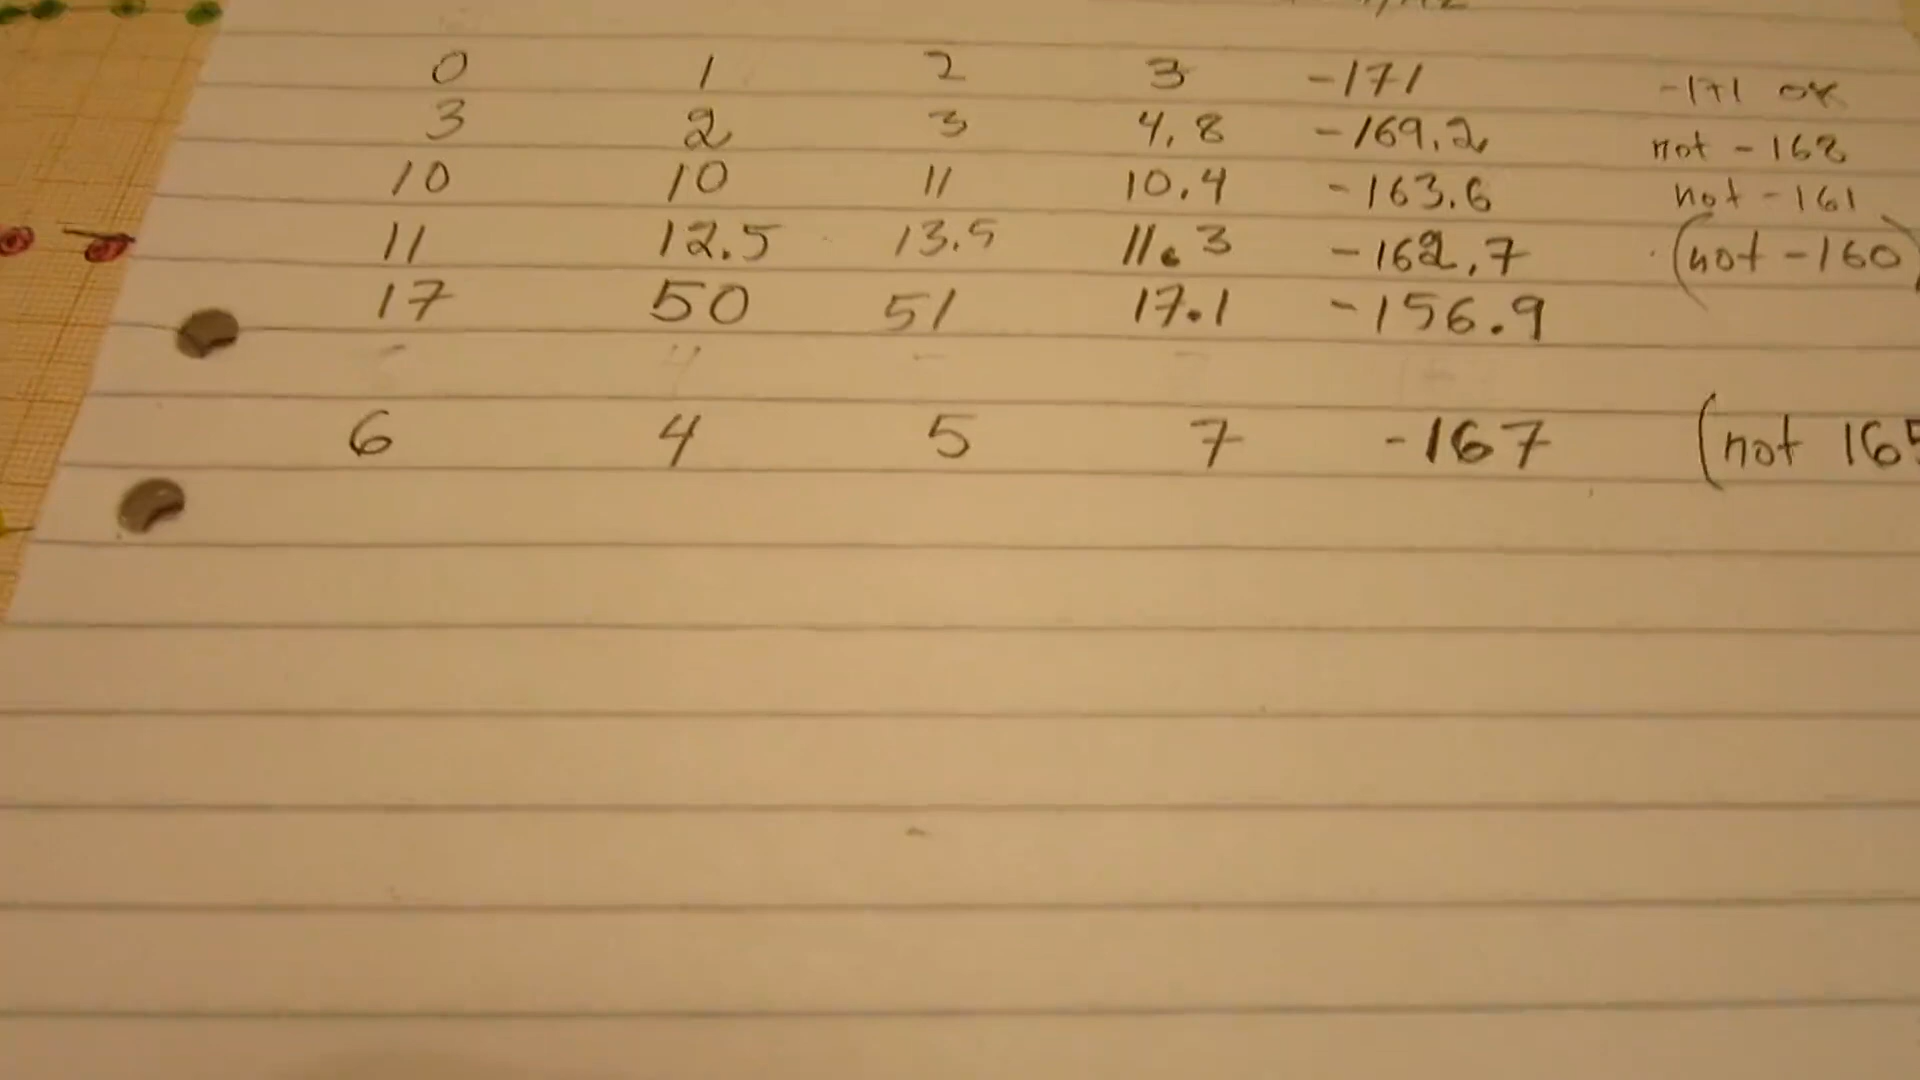 0 1 2 3 -171 -171 ok
3 2 3 4.8 -169.2 not -168
10 10 11 10.4 -163.6 not -161
11 12.5 13.5 11.3 -162.7 (not -160)
17 50 51 17.1 -156.9
6 4 5 7 -167 (not 165